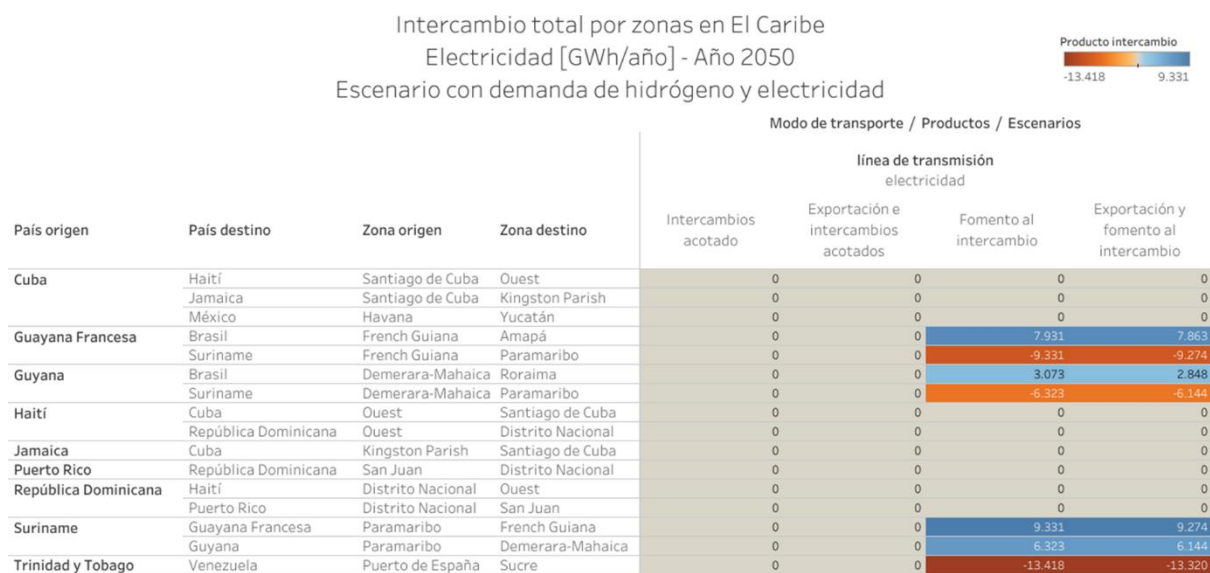 Intercambio total por zonas en El Caribe
Electricidad [GWh/año] - Año 2050
Escenario con demanda de hidrógeno y electricidad
Producto intercambio
-13.418 9.331
Modo de transporte / Productos / Escenarios
línea de transmisión
electricidad
País origen País destino Zona origen Zona destino Intercambios acotado Exportación e intercambios acotados Fomento al intercambio Exportación y fomento al intercambio
Cuba Haití Santiago de Cuba Ouest 0 0 0 0
Jamaica Santiago de Cuba Kingston Parish 0 0 0 0
México Havana Yucatán 0 0 0 0
Guayana Francesa Brasil French Guiana Amapá 0 0 7.931 7.863
Suriname French Guiana Paramaribo 0 0 -9.331 -9.274
Guyana Brasil Demerara-Mahaica Roraima 0 0 3.073 2.848
Suriname Demerara-Mahaica Paramaribo 0 0 -6.323 -6.144
Haití Cuba Ouest Santiago de Cuba 0 0 0 0
República Dominicana Ouest Distrito Nacional 0 0 0 0
Jamaica Cuba Kingston Parish Santiago de Cuba 0 0 0 0
Puerto Rico República Dominicana San Juan Distrito Nacional 0 0 0 0
República Dominicana Haití Distrito Nacional Ouest 0 0 0 0
Puerto Rico Distrito Nacional San Juan 0 0 0 0
Suriname Guayana Francesa Paramaribo French Guiana 0 0 9.331 9.274
Guyana Paramaribo Demerara-Mahaica 0 0 6.323 6.144
Trinidad y Tobago Venezuela Puerto de España Sucre 0 0 -13.418 -13.320